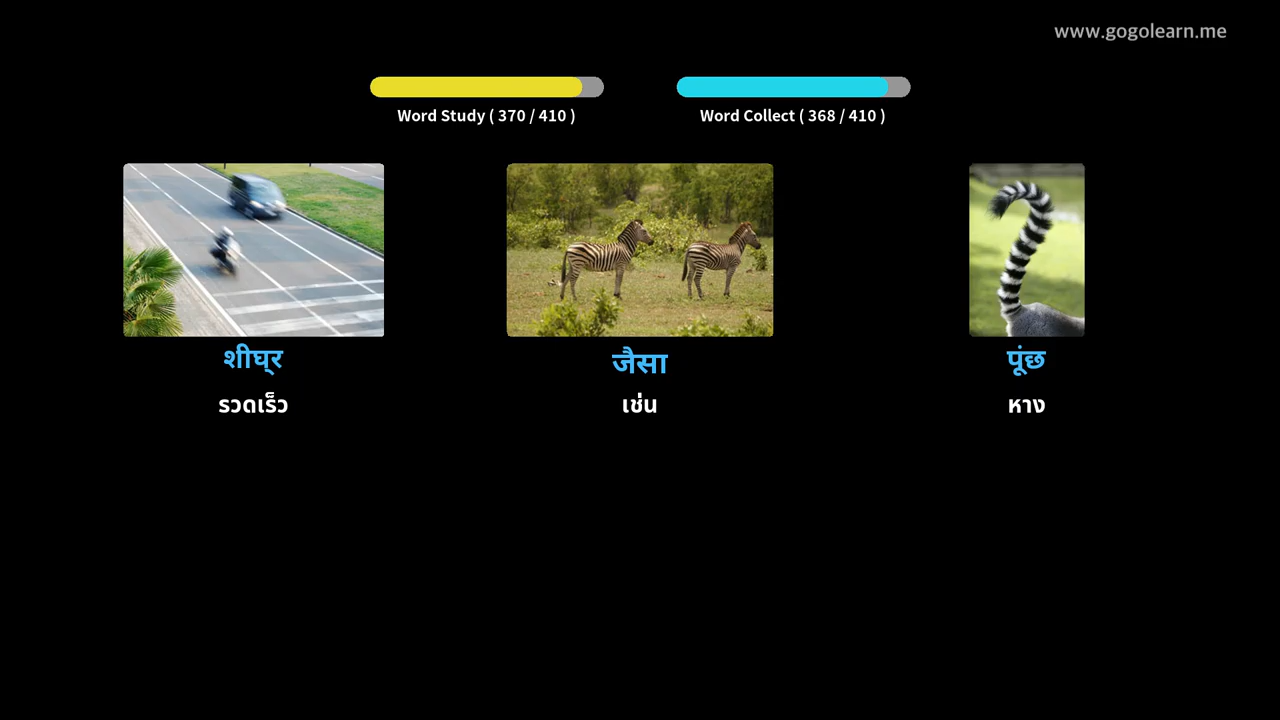 www.gogolearn.me
Word Study ( 370 / 410 )
Word Collect ( 368 / 410 )
शीघ्र
जैसा
पूंछ
รวดเร็ว
เช่น
หาง